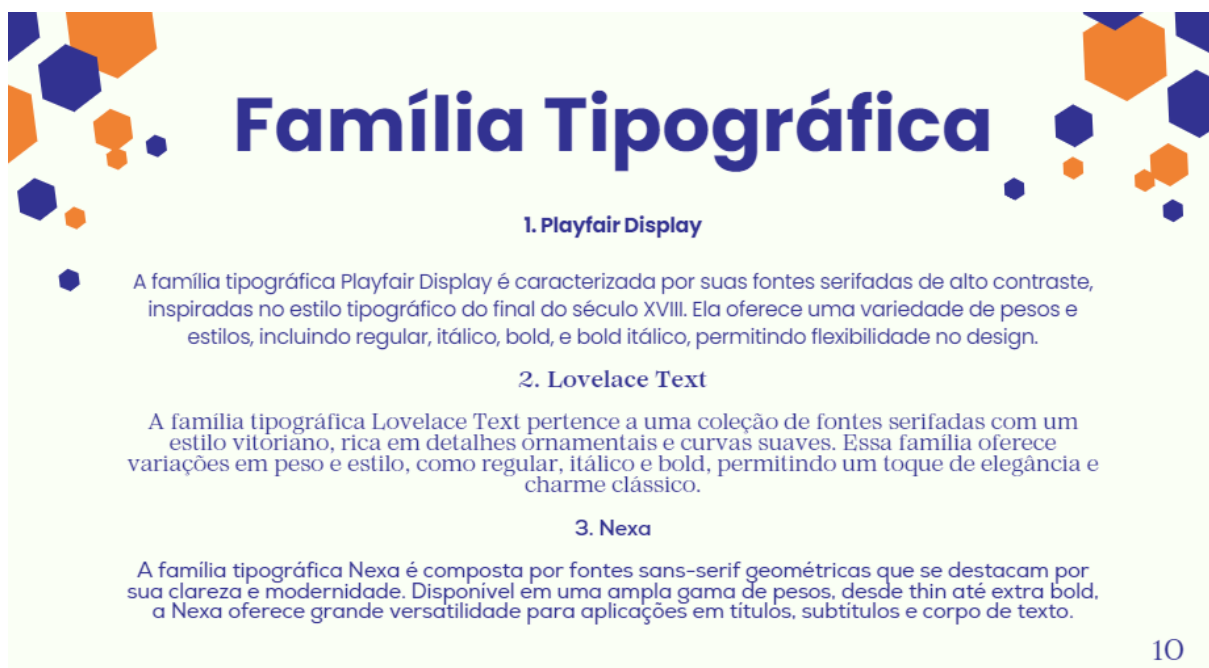 Família Tipográfica
1. Playfair Display
A família tipográfica Playfair Display é caracterizada por suas fontes serifadas de alto contraste,
inspiradas no estilo tipográfico do final do século XVIII. Ela oferece uma variedade de pesos e
estilos, incluindo regular, itálico, bold, e bold itálico, permitindo flexibilidade no design.
2. Lovelace Text
A família tipográfica Lovelace Text pertence a uma coleção de fontes serifadas com um
estilo vitoriano, rica em detalhes ornamentais e curvas suaves. Essa família oferece
variações em peso e estilo, como regular, itálico e bold, permitindo um toque de elegância e
charme clássico.
3. Nexa
A família tipográfica Nexa é composta por fontes sans-serif geométricas que se destacam por
sua clareza e modernidade. Disponível em uma ampla gama de pesos, desde thin até extra bold,
a Nexa oferece grande versatilidade para aplicações em títulos, subtítulos e corpo de texto.
10